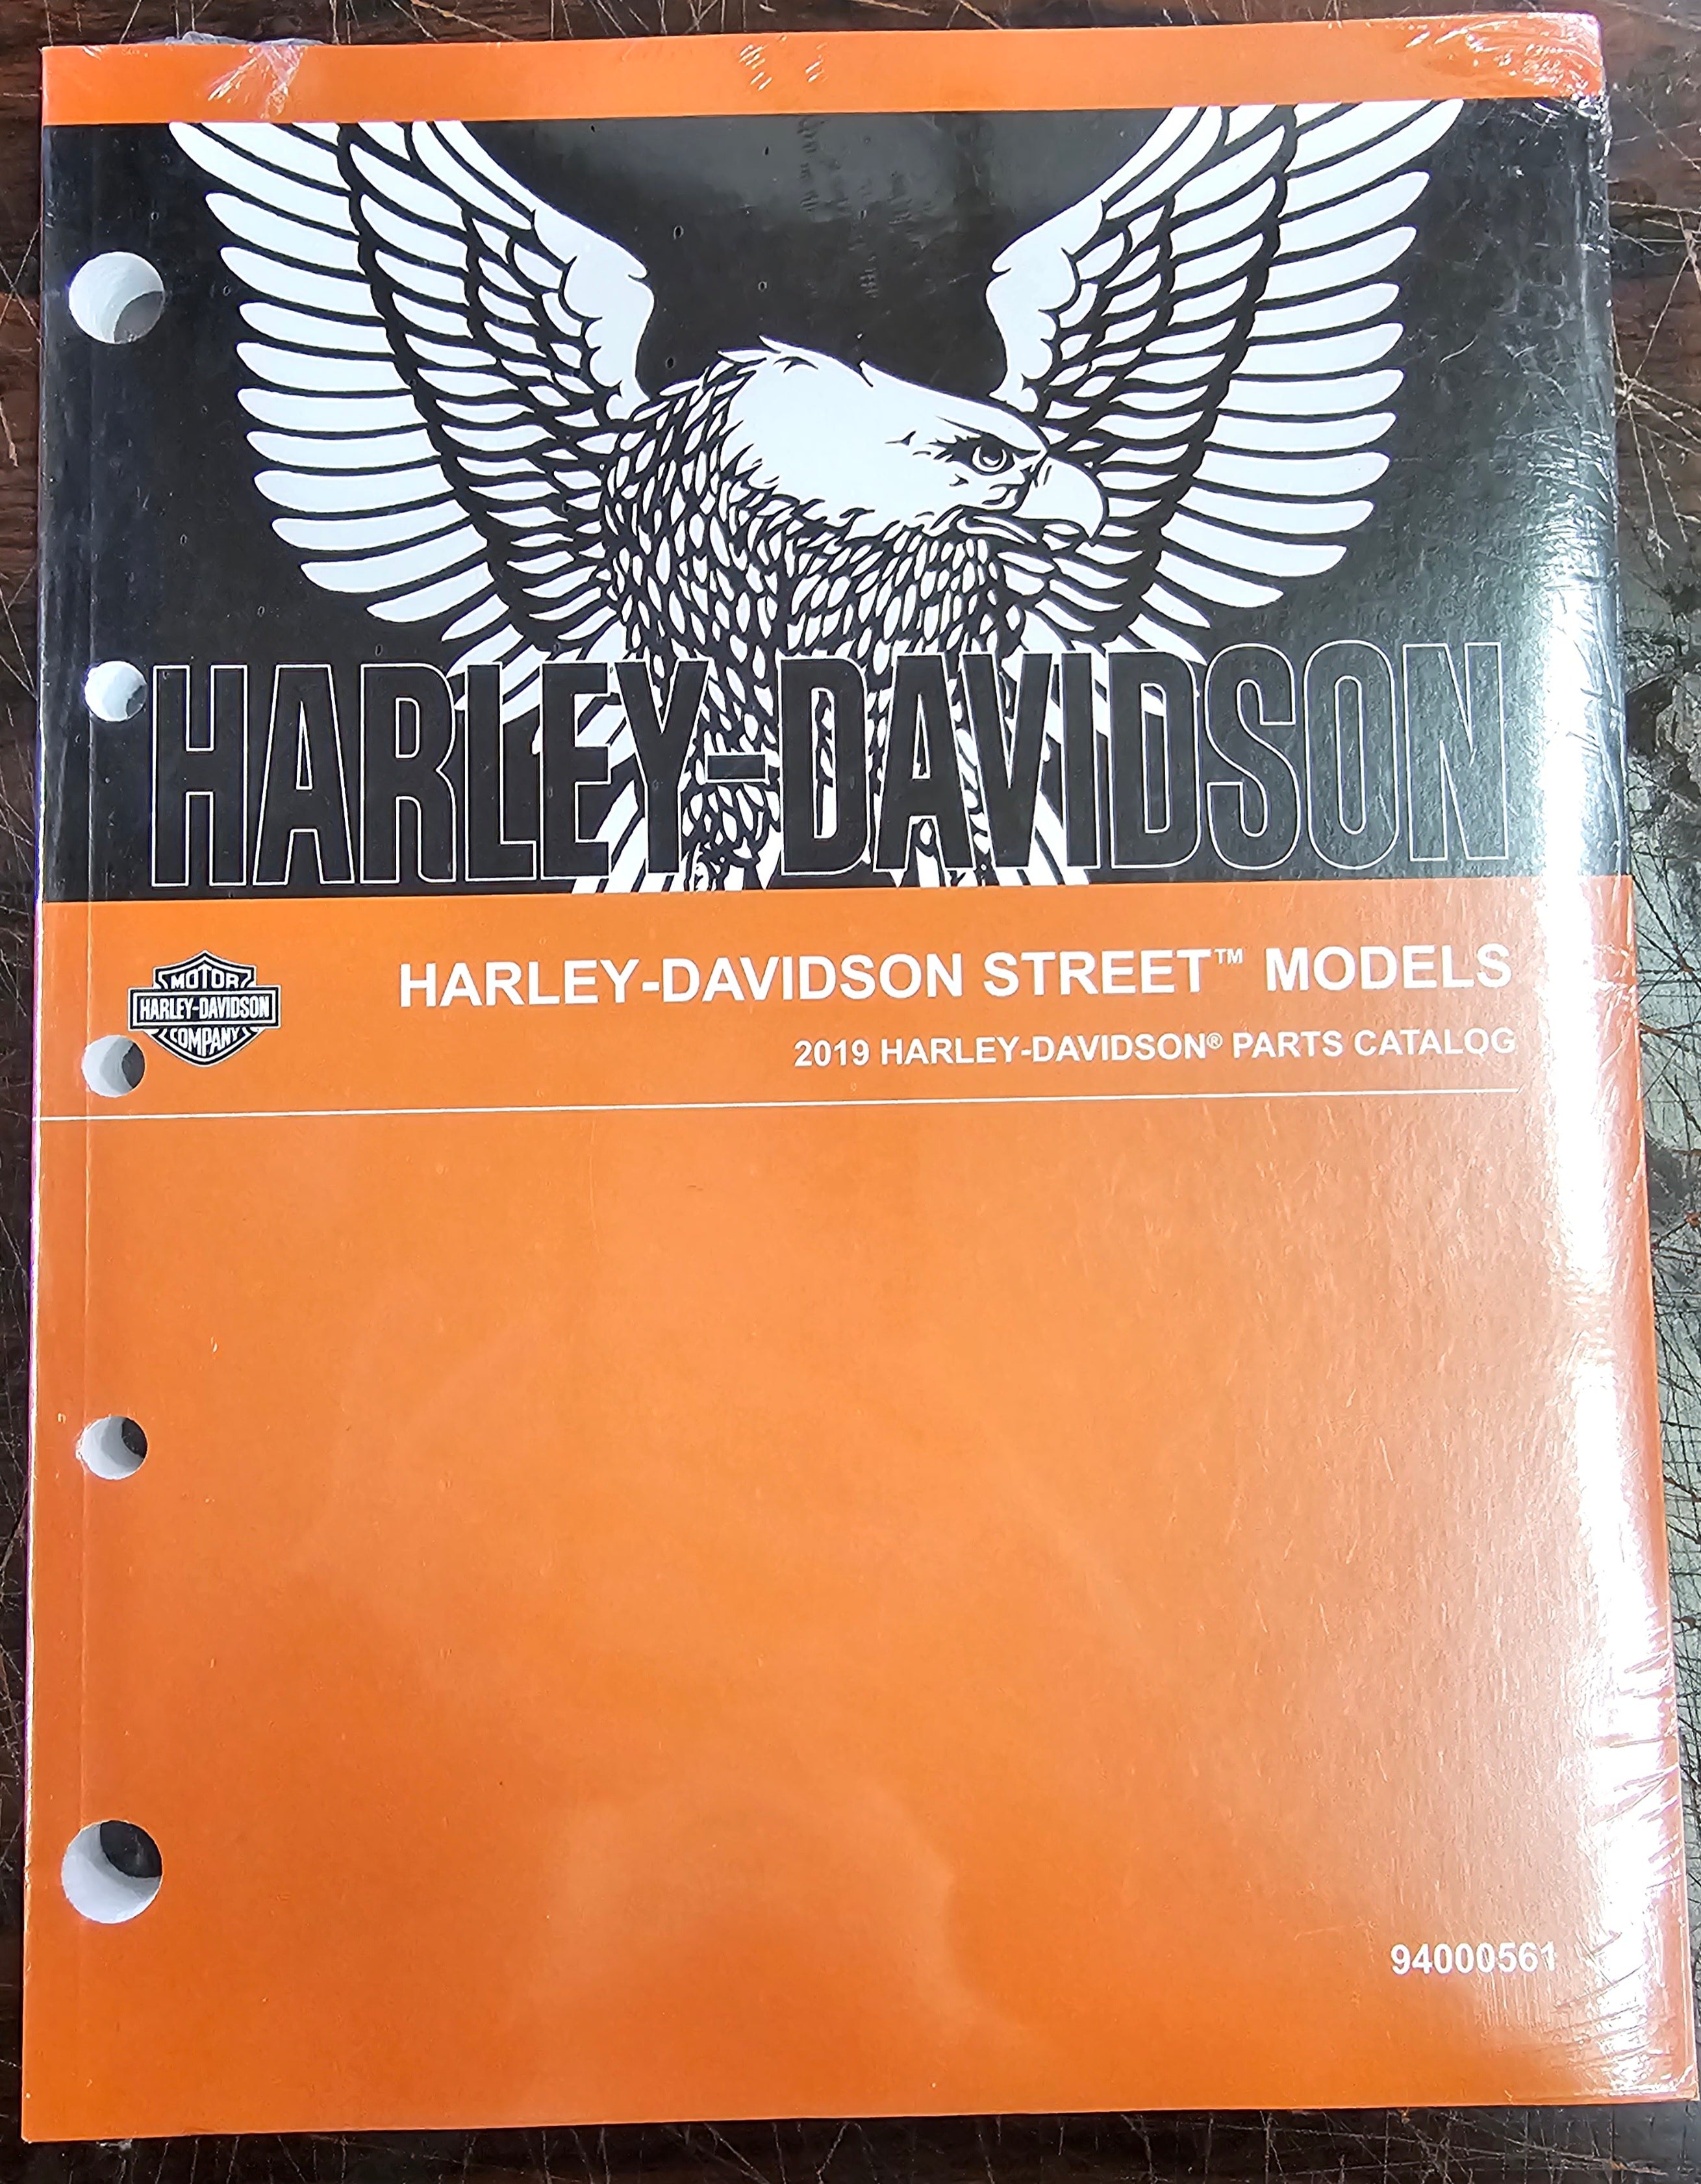 HARLEY-DAVIDSON
MOTOR
HARLEY-DAVIDSON
COMPANY
HARLEY-DAVIDSON STREET™ MODELS
2019 HARLEY-DAVIDSON® PARTS CATALOG
94000561